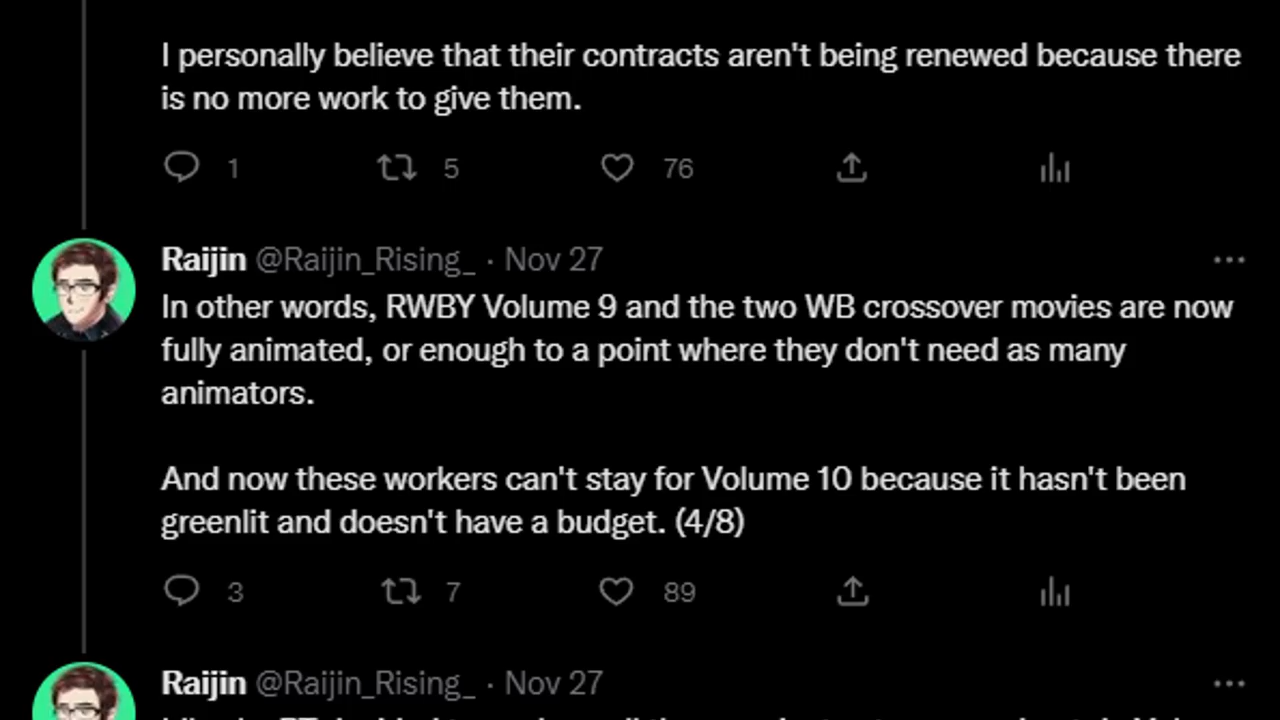 I personally believe that their contracts aren't being renewed because there
is no more work to give them.
1 5 76
Raijin @Raijin_Rising_ · Nov 27
In other words, RWBY Volume 9 and the two WB crossover movies are now
fully animated, or enough to a point where they don't need as many
animators.
And now these workers can't stay for Volume 10 because it hasn't been
greenlit and doesn't have a budget. (4/8)
3 7 89
Raijin @Raijin_Rising_ · Nov 27